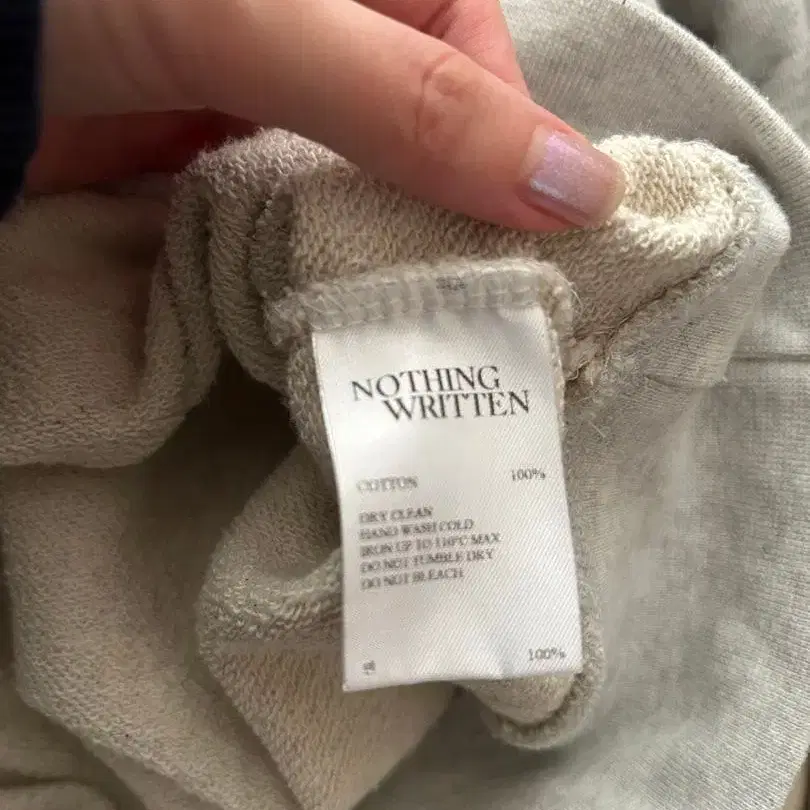 NOTHING
WRITTEN
COTTON 100%
DRY CLEAN
HAND WASH COLD
IRON UP TO 110°C MAX
DO NOT TUMBLE DRY
DO NOT BLEACH
면 100%